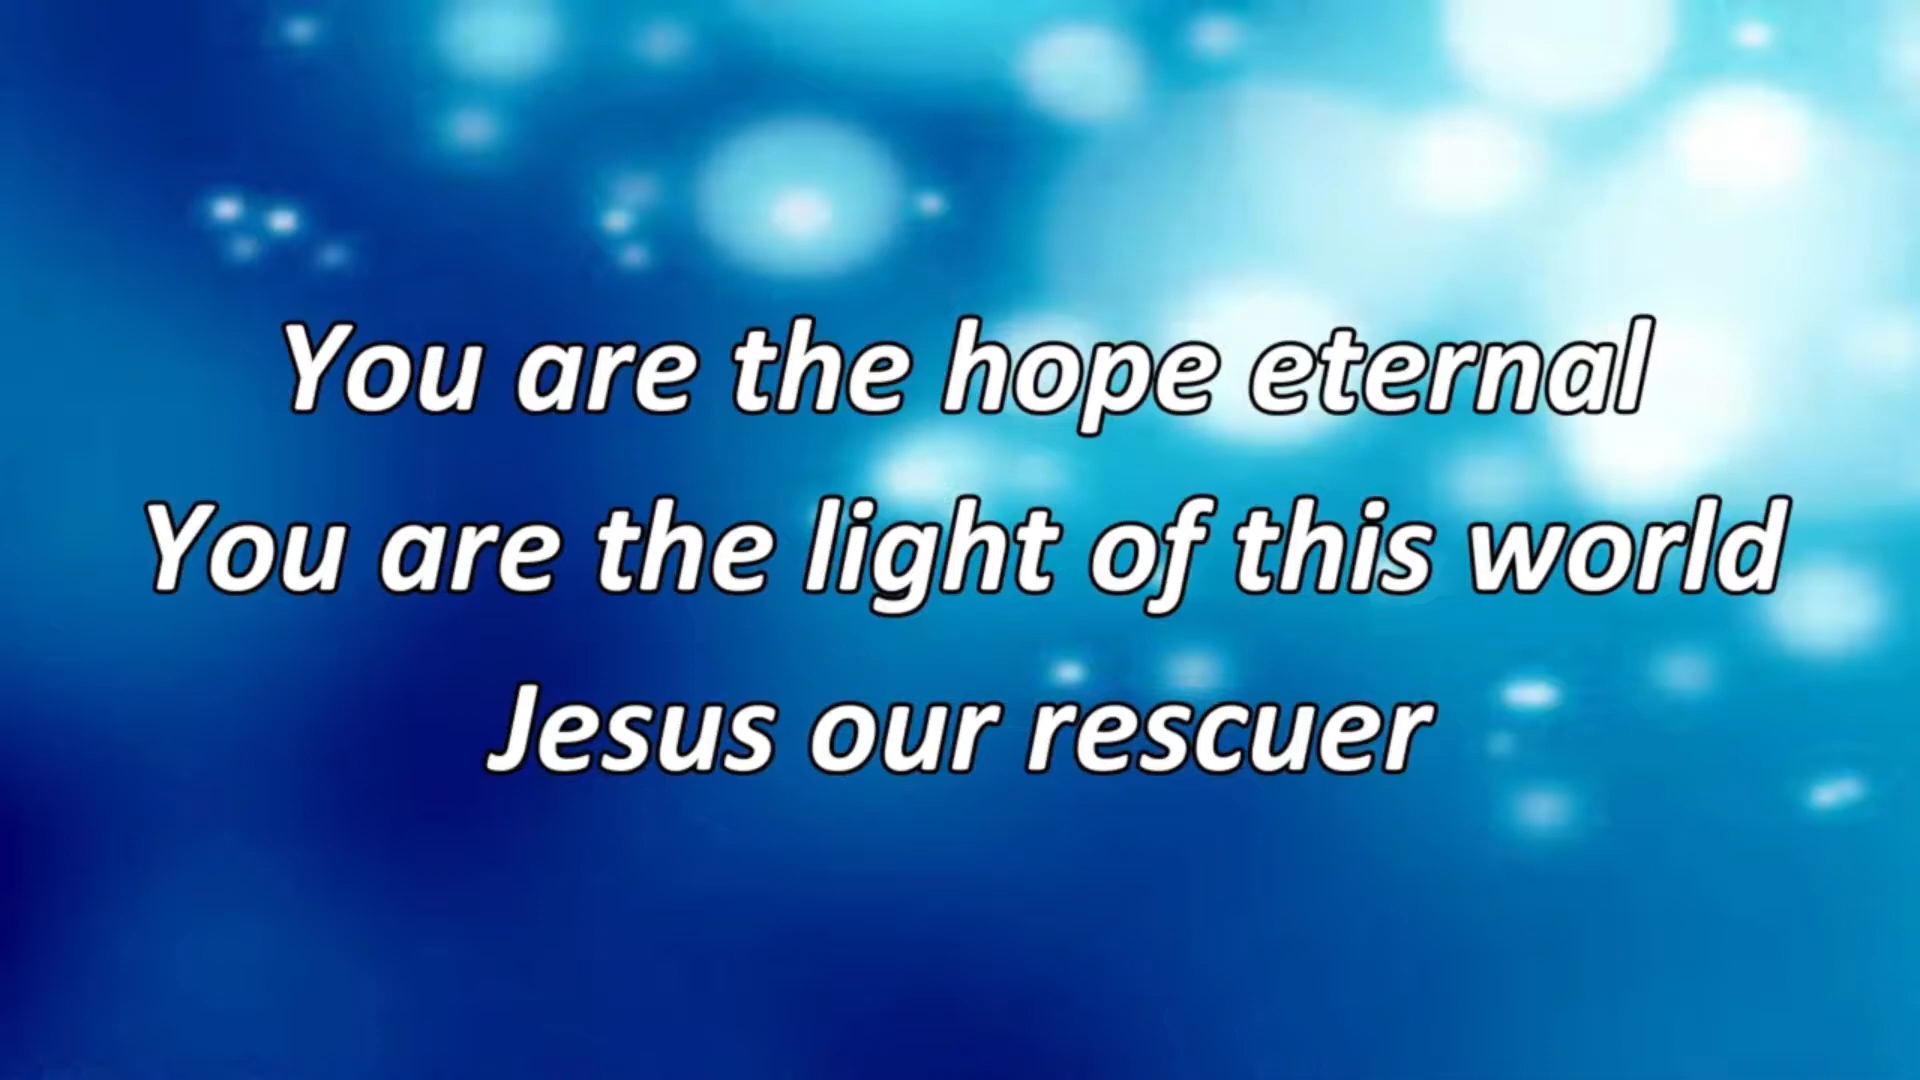 You are the hope eternal
You are the light of this world
Jesus our rescuer